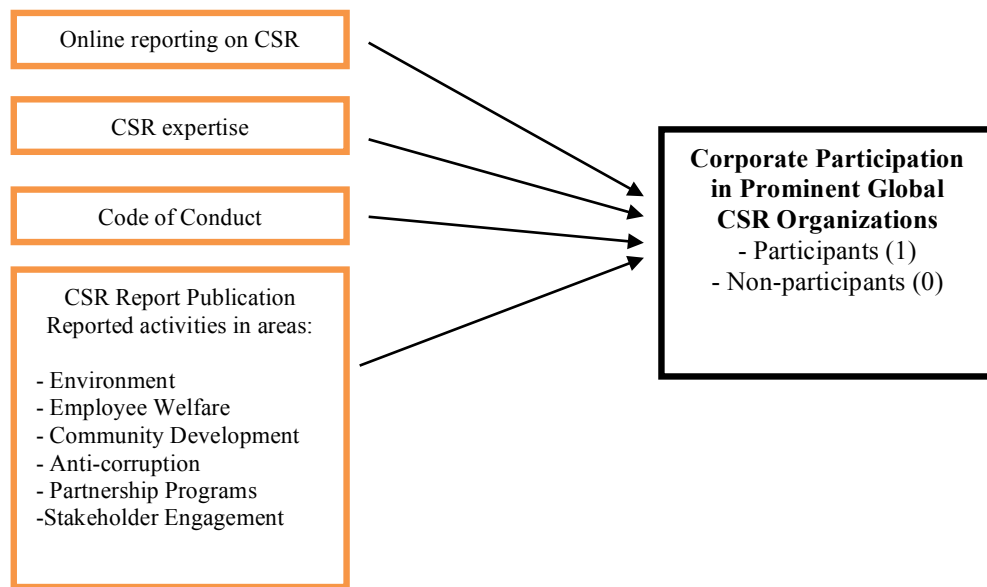 Online reporting on CSR
CSR expertise
Code of Conduct
CSR Report Publication
Reported activities in areas:
- Environment
- Employee Welfare
- Community Development
- Anti-corruption
- Partnership Programs
-Stakeholder Engagement
Corporate Participation
in Prominent Global
CSR Organizations
- Participants (1)
- Non-participants (0)